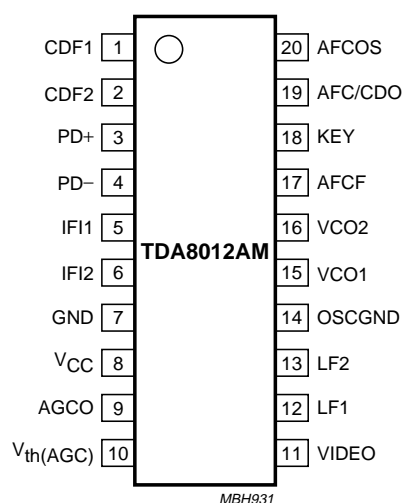 CDF1 1 20 AFCOS
CDF2 2 19 AFC/CDO
PD+ 3 18 KEY
PD− 4 17 AFCF
IFI1 5 16 VCO2
TDA8012AM
IFI2 6 15 VCO1
GND 7 14 OSCGND
VCC 8 13 LF2
AGCO 9 12 LF1
Vth(AGC) 10 11 VIDEO
MBH931